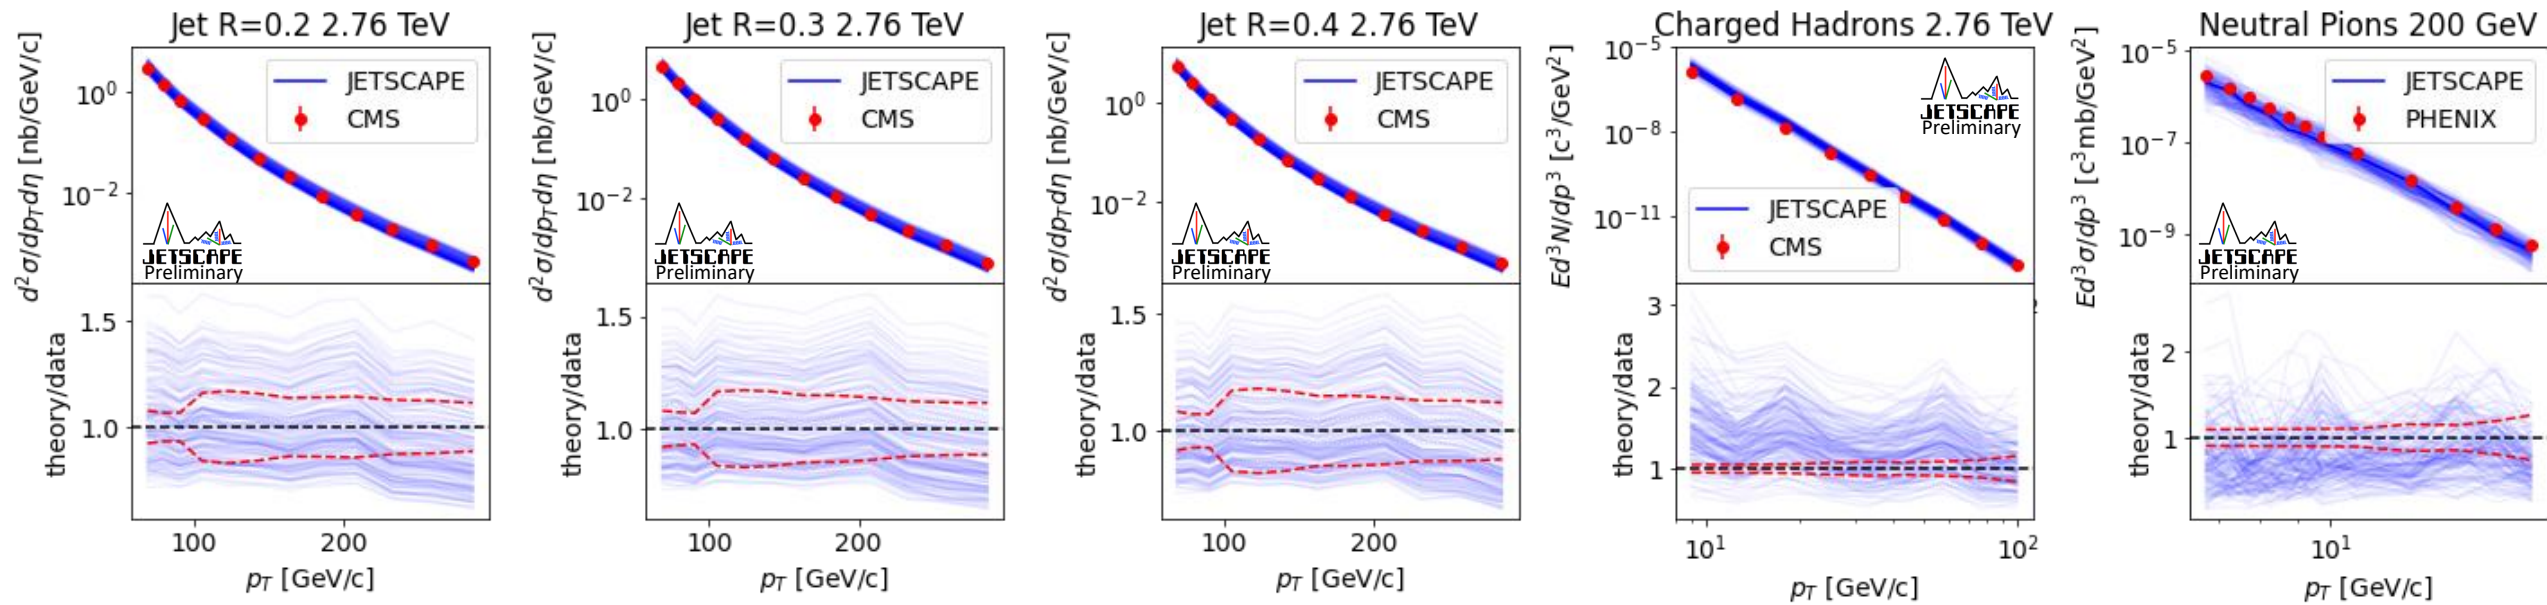 Jet R=0.2 2.76 TeV
d²σ/dp_Tdη [nb/GeV/c]
10⁰
10⁻²
JETSCAPE
CMS
JETSCAPE
Preliminary
theory/data
1.5
1.0
100 200
p_T [GeV/c]
Jet R=0.3 2.76 TeV
d²σ/dp_Tdη [nb/GeV/c]
10⁰
10⁻²
JETSCAPE
CMS
JETSCAPE
Preliminary
theory/data
1.5
1.0
100 200
p_T [GeV/c]
Jet R=0.4 2.76 TeV
d²σ/dp_Tdη [nb/GeV/c]
10⁰
10⁻²
JETSCAPE
CMS
JETSCAPE
Preliminary
theory/data
1.5
1.0
100 200
p_T [GeV/c]
Charged Hadrons 2.76 TeV
Ed³N/dp³ [c³/GeV²]
10⁻⁵
10⁻⁸
10⁻¹¹
JETSCAPE
Preliminary
JETSCAPE
CMS
theory/data
3
2
1
10¹ 10²
p_T [GeV/c]
Neutral Pions 200 GeV
Ed³σ/dp³ [c³mb/GeV²]
10⁻⁵
10⁻⁷
10⁻⁹
JETSCAPE
PHENIX
JETSCAPE
Preliminary
theory/data
2
1
10¹
p_T [GeV/c]